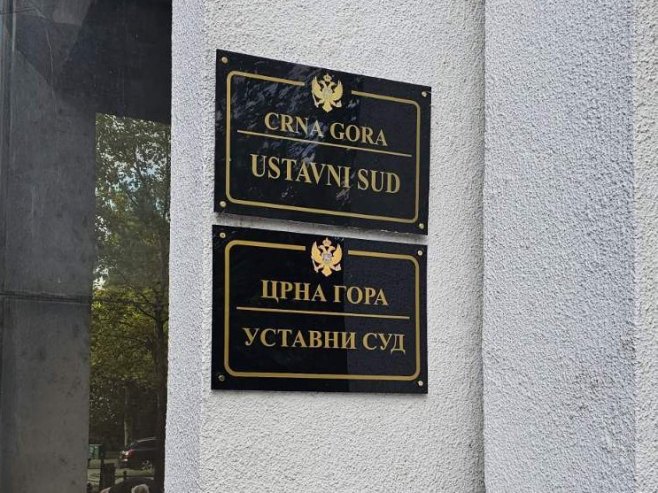 CRNA GORA
USTAVNI SUD
ЦРНА ГОРА
УСТАВНИ СУД